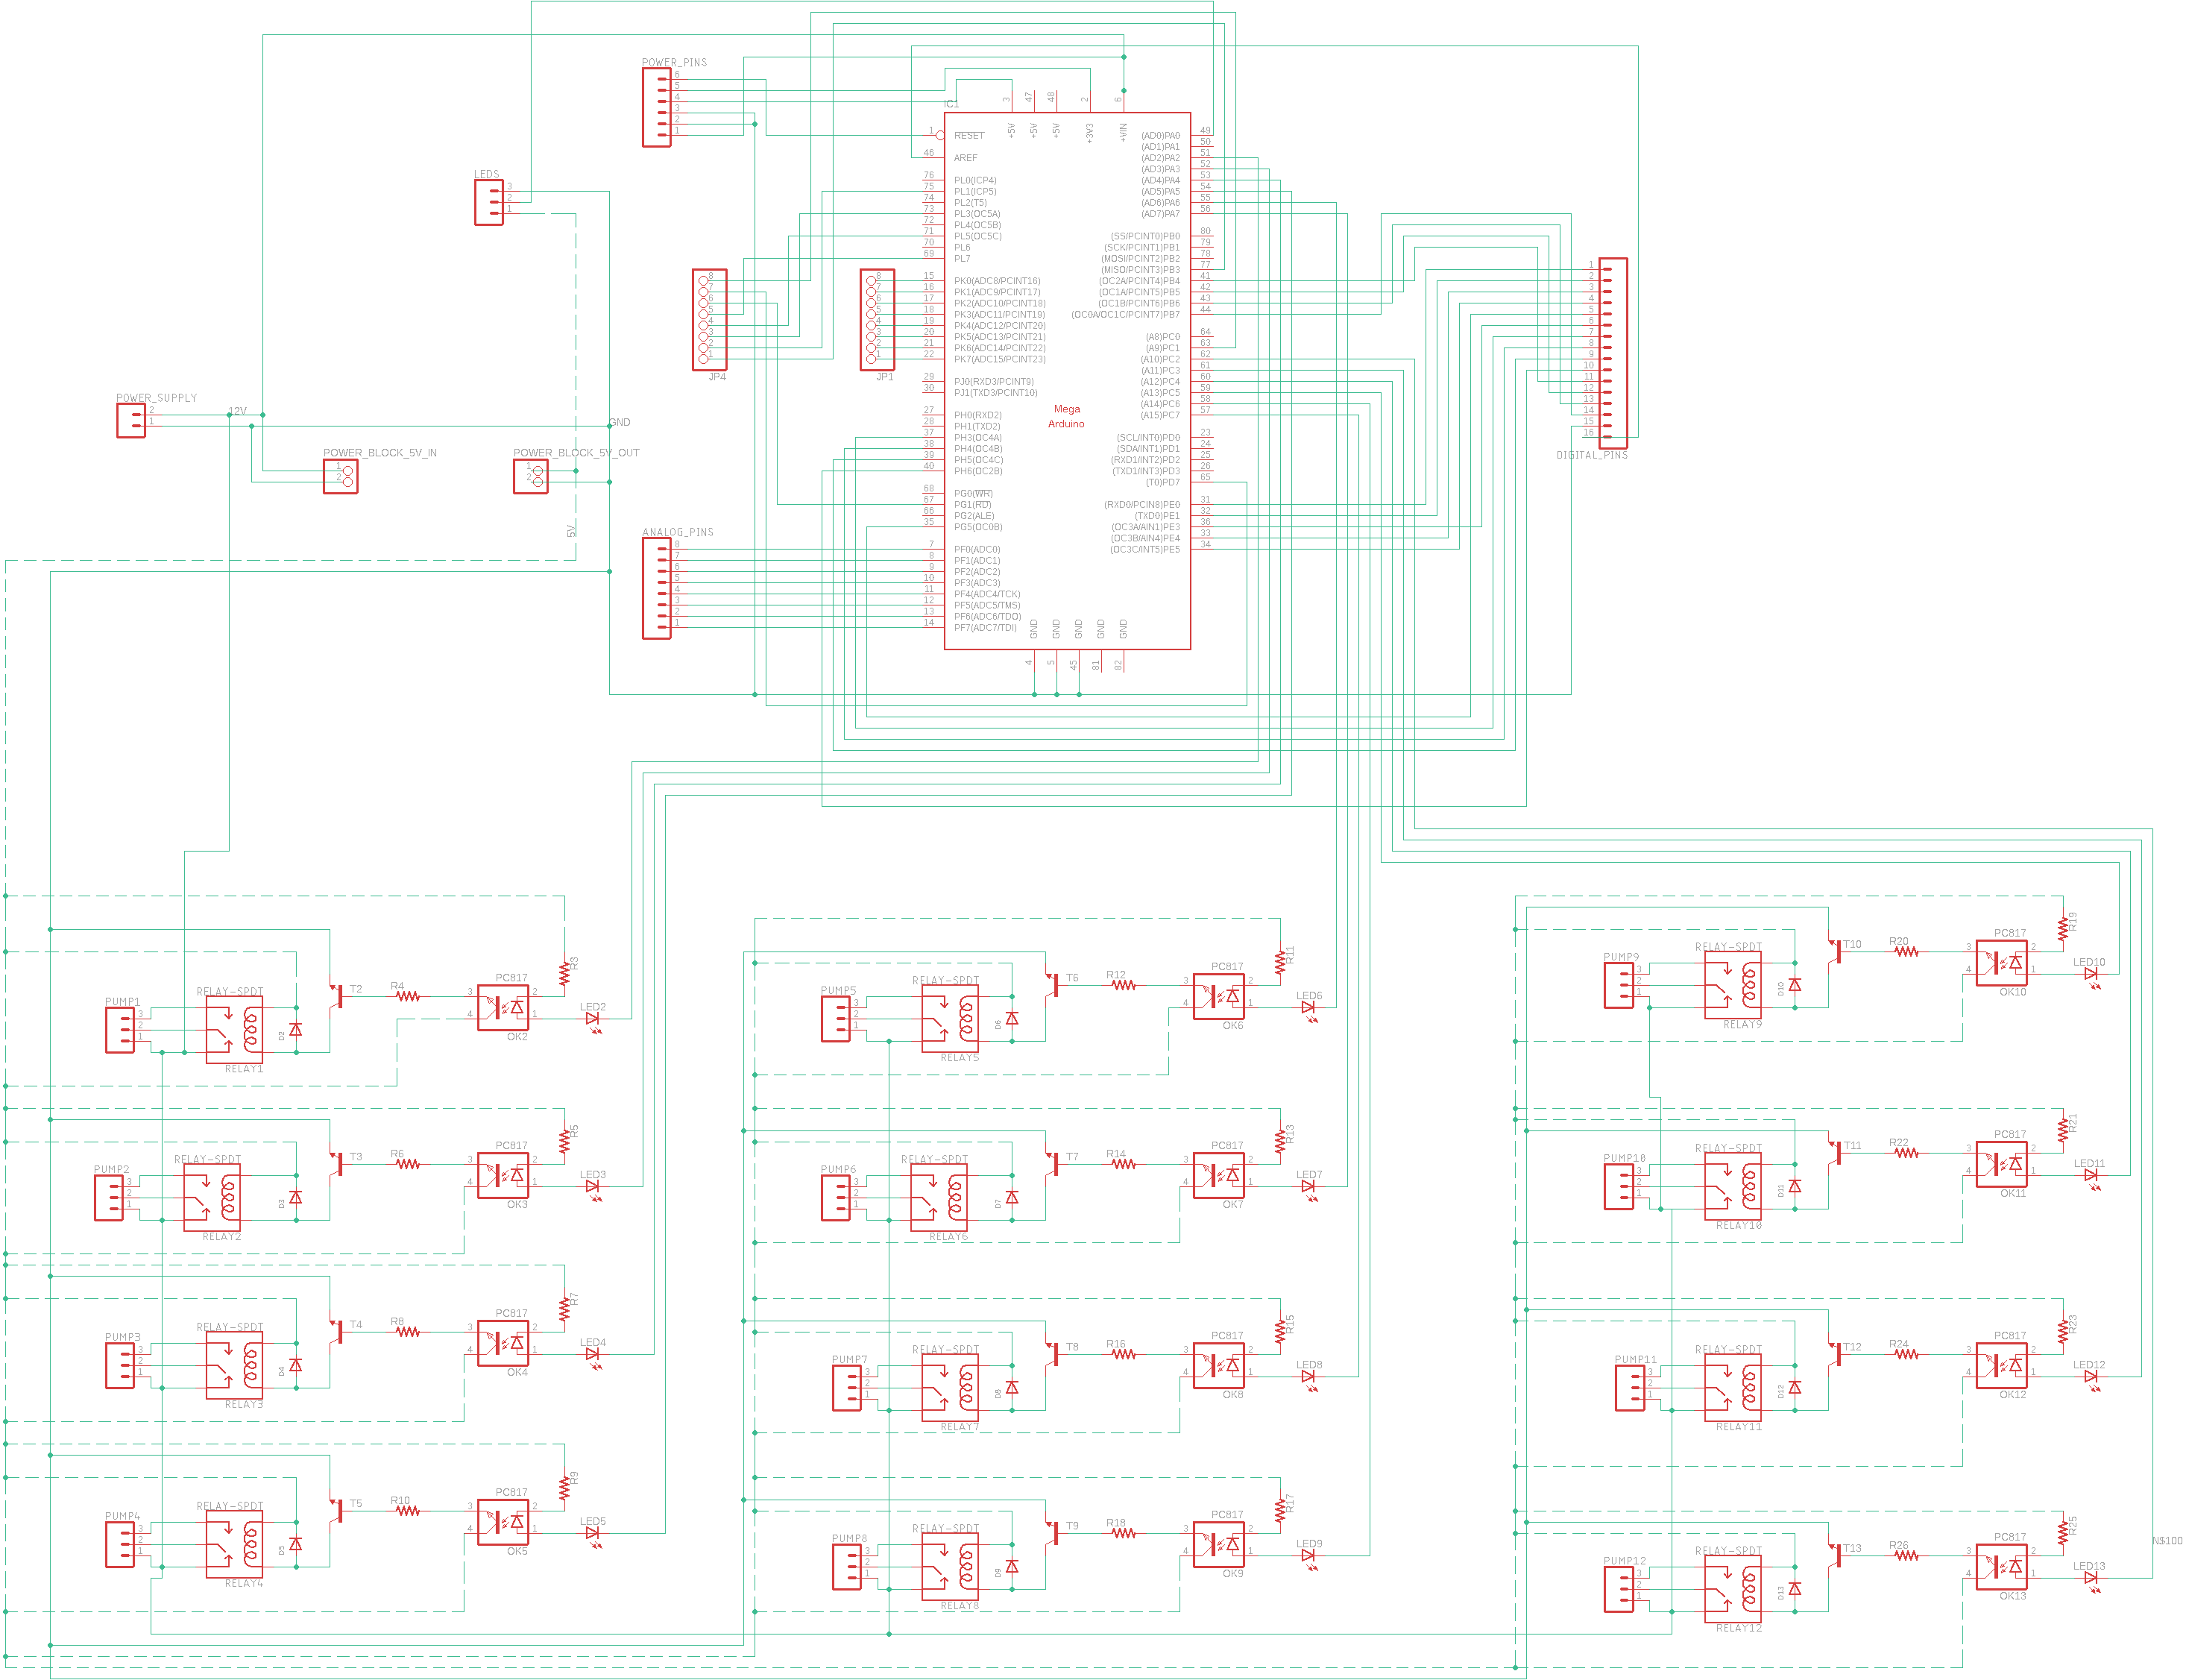 POWER_PINS
6
5
4
3
2
1
LEDS
3
2
1
IC1
3
47
48
2
6
+5V
+5V
+5V
+3V3
+VIN
1 RESET
46 AREF
76 PL0(ICP4)
75 PL1(ICP5)
74 PL2(T5)
73 PL3(OC5A)
72 PL4(OC5B)
71 PL5(OC5C)
70 PL6
69 PL7
15 PK0(ADC8/PCINT16)
16 PK1(ADC9/PCINT17)
17 PK2(ADC10/PCINT18)
18 PK3(ADC11/PCINT19)
19 PK4(ADC12/PCINT20)
20 PK5(ADC13/PCINT21)
21 PK6(ADC14/PCINT22)
22 PK7(ADC15/PCINT23)
29 PJ0(RXD3/PCINT9)
30 PJ1(TXD3/PCINT10)
27 PH0(RXD2)
28 PH1(TXD2)
37 PH3(OC4A)
38 PH4(OC4B)
39 PH5(OC4C)
40 PH6(OC2B)
68 PG0(WR)
67 PG1(RD)
66 PG2(ALE)
35 PG5(OC0B)
7 PF0(ADC0)
8 PF1(ADC1)
9 PF2(ADC2)
10 PF3(ADC3)
11 PF4(ADC4/TCK)
12 PF5(ADC5/TMS)
13 PF6(ADC6/TDO)
14 PF7(ADC7/TDI)
Mega
Arduino
(AD0)PA0 49
(AD1)PA1 50
(AD2)PA2 51
(AD3)PA3 52
(AD4)PA4 53
(AD5)PA5 54
(AD6)PA6 55
(AD7)PA7 56
(SS/PCINT0)PB0 80
(SCK/PCINT1)PB1 79
(MOSI/PCINT2)PB2 78
(MISO/PCINT3)PB3 77
(OC2A/PCINT4)PB4 41
(OC1A/PCINT5)PB5 42
(OC1B/PCINT6)PB6 43
(OC0A/OC1C/PCINT7)PB7 44
(A8)PC0 64
(A9)PC1 63
(A10)PC2 62
(A11)PC3 61
(A12)PC4 60
(A13)PC5 59
(A14)PC6 58
(A15)PC7 57
(SCL/INT0)PD0 23
(SDA/INT1)PD1 24
(RXD1/INT2)PD2 25
(TXD1/INT3)PD3 26
(T0)PD7 65
(RXD0/PCIN8)PE0 31
(TXD0)PE1 32
(OC3A/AIN1)PE3 36
(OC3B/AIN4)PE4 33
(OC3C/INT5)PE5 34
GND
GND
GND
GND
GND
4
5
45
81
82
8
7
6
5
4
3
2
1
JP4
8
7
6
5
4
3
2
1
JP1
1
2
3
4
5
6
7
8
9
10
11
12
13
14
15
16
DIGITAL_PINS
POWER_SUPPLY
2
1
12V
GND
POWER_BLOCK_5V_IN
1
2
POWER_BLOCK_5V_OUT
1
2
5V
ANALOG_PINS
8
7
6
5
4
3
2
1
PUMP1
3
2
1
RELAY-SPDT
RELAY1
D2
T2
R4
3
4
PC817
OK2
2
1
R3
LED2
PUMP2
3
2
1
RELAY-SPDT
RELAY2
D3
T3
R6
3
4
PC817
OK3
2
1
R5
LED3
PUMP3
3
2
1
RELAY-SPDT
RELAY3
D4
T4
R8
3
4
PC817
OK4
2
1
R7
LED4
PUMP4
3
2
1
RELAY-SPDT
RELAY4
D5
T5
R10
3
4
PC817
OK5
2
1
R9
LED5
PUMP5
3
2
1
RELAY-SPDT
RELAY5
D6
T6
R12
3
4
PC817
OK6
2
1
R11
LED6
PUMP6
3
2
1
RELAY-SPDT
RELAY6
D7
T7
R14
3
4
PC817
OK7
2
1
R13
LED7
PUMP7
3
2
1
RELAY-SPDT
RELAY7
D8
T8
R16
3
4
PC817
OK8
2
1
R15
LED8
PUMP8
3
2
1
RELAY-SPDT
RELAY8
D9
T9
R18
3
4
PC817
OK9
2
1
R17
LED9
PUMP9
3
2
1
RELAY-SPDT
RELAY9
D10
T10
R20
3
4
PC817
OK10
2
1
R19
LED10
PUMP10
3
2
1
RELAY-SPDT
RELAY10
D11
T11
R22
3
4
PC817
OK11
2
1
R21
LED11
PUMP11
3
2
1
RELAY-SPDT
RELAY11
D12
T12
R24
3
4
PC817
OK12
2
1
R23
LED12
PUMP12
3
2
1
RELAY-SPDT
RELAY12
D13
T13
R26
3
4
PC817
OK13
2
1
R25
LED13
N$100